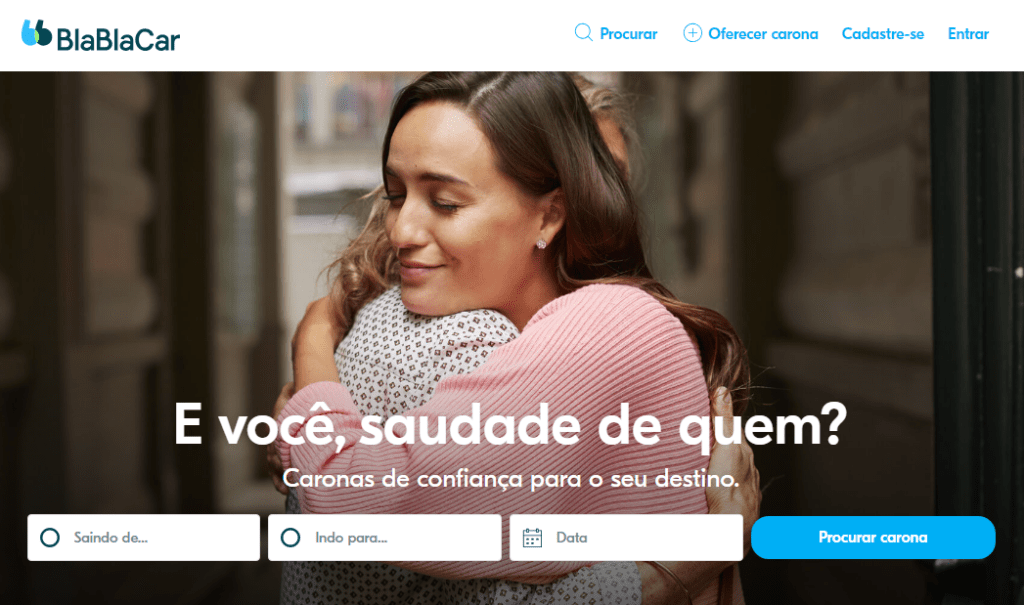 BlaBlaCar
Procurar
Oferecer carona
Cadastre-se
Entrar
E você, saudade de quem?
Caronas de confiança para o seu destino.
Saindo de...
Indo para...
Data
Procurar carona